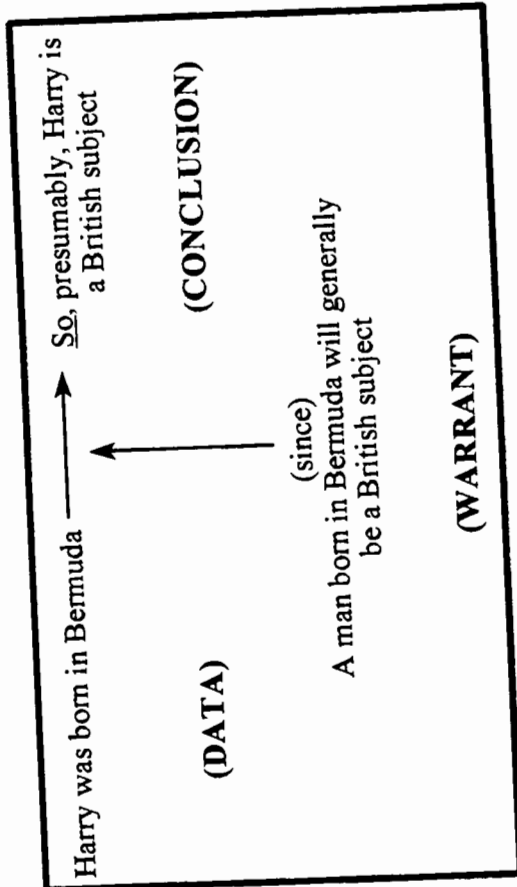 Harry was born in Bermuda
So, presumably, Harry is
a British subject
(DATA)
(CONCLUSION)
(since)
A man born in Bermuda will generally
be a British subject
(WARRANT)